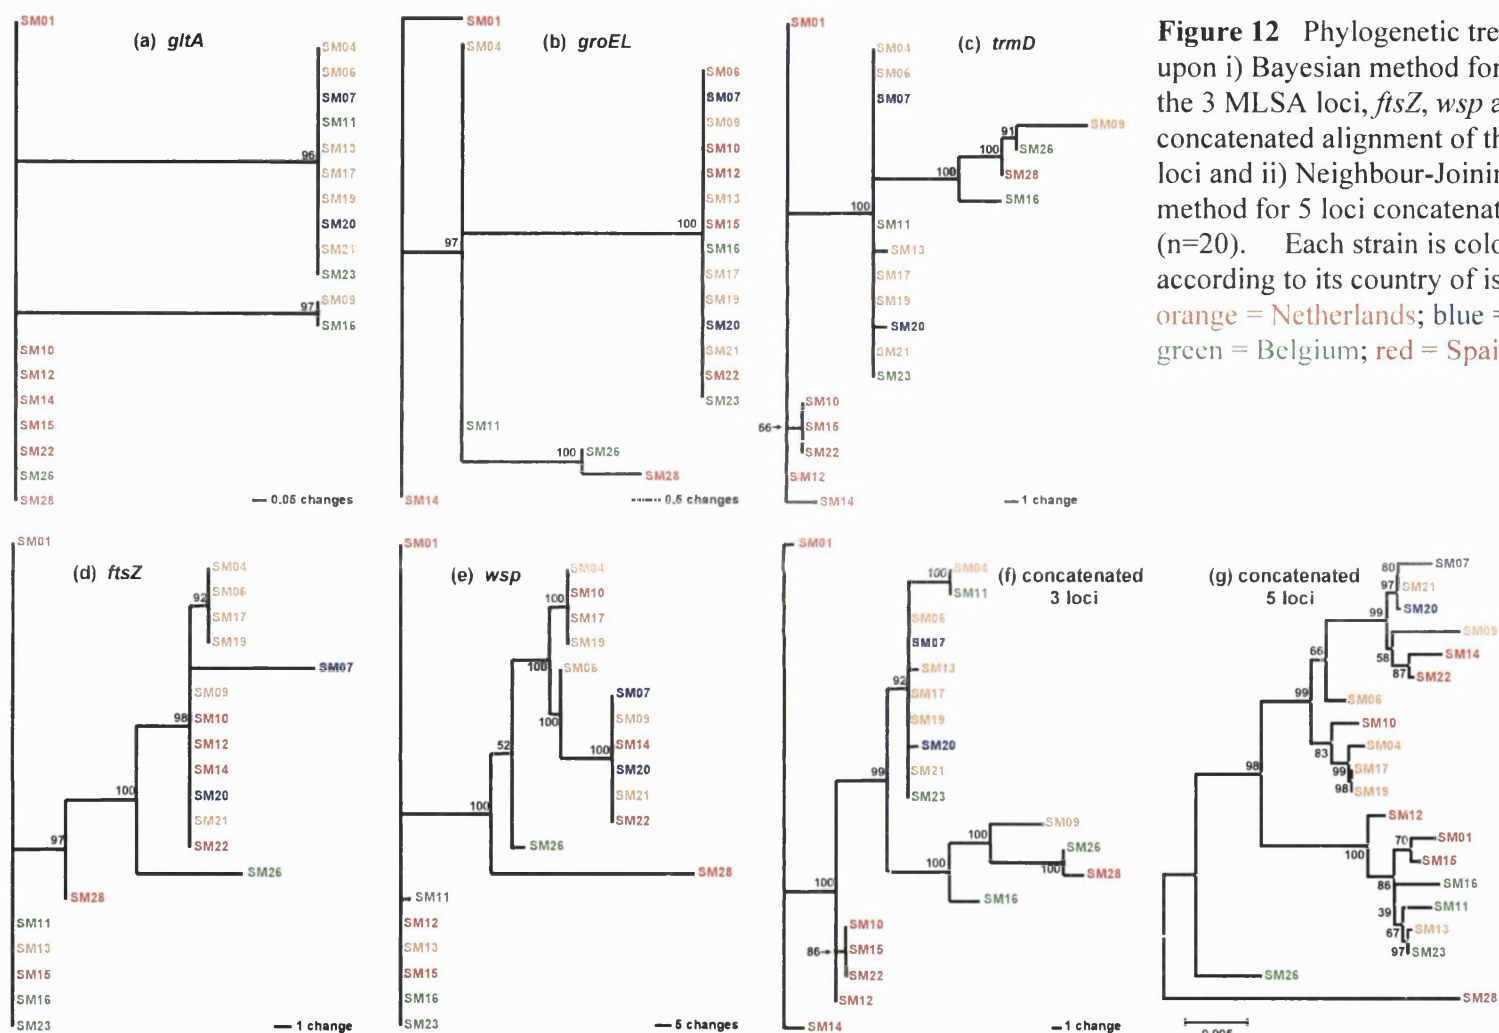 (a) gltA
SM01
SM04
SM06
SM07
SM11
SM13
SM17
SM19
SM20
SM21
SM23
96
SM09
SM16
97
SM10
SM12
SM14
SM15
SM22
SM26
SM28
0.05 changes
(b) groEL
SM01
SM04
SM06
SM07
SM09
SM10
SM12
SM13
SM15
SM16
SM17
SM19
SM20
SM21
SM22
SM23
100
97
SM11
100
SM26
SM28
SM14
0.5 changes
(c) trmD
SM01
SM04
SM06
SM07
SM09
91
SM26
100
SM28
100
SM16
100
SM11
SM13
SM17
SM19
SM20
SM21
SM23
SM10
66
SM15
SM22
SM12
SM14
1 change
Figure 12 Phylogenetic tre
upon i) Bayesian method for
the 3 MLSA loci, ftsZ, wsp a
concatenated alignment of th
loci and ii) Neighbour-Joinin
method for 5 loci concatenat
(n=20). Each strain is colo
according to its country of is
orange = Netherlands; blue =
green = Belgium; red = Spai
(d) ftsZ
SM01
SM04
92
SM06
SM17
SM19
SM07
SM09
98
SM10
SM12
SM14
SM20
100
SM21
SM22
97
SM26
SM28
SM11
SM13
SM15
SM16
SM23
1 change
(e) wsp
SM01
SM04
100
SM10
SM17
SM19
100
SM06
SM07
SM09
100
SM14
52
100
SM20
SM21
100
SM22
SM26
SM28
SM11
SM12
SM13
SM15
SM16
SM23
5 changes
(f) concatenated
3 loci
SM01
SM04
100
SM11
SM06
SM07
SM13
92
SM17
SM19
SM20
99
SM21
SM23
SM09
100
SM26
100
100
SM28
SM16
100
SM10
86
SM15
SM22
SM12
SM14
1 change
(g) concatenated
5 loci
SM07
80
97
SM21
SM20
99
SM09
66
58
SM14
87
SM22
99
SM06
SM10
83
SM04
98
99
SM17
98
SM19
SM12
70
SM01
100
SM15
86
SM16
39
SM11
67
SM13
97
SM23
SM26
SM28
0.005